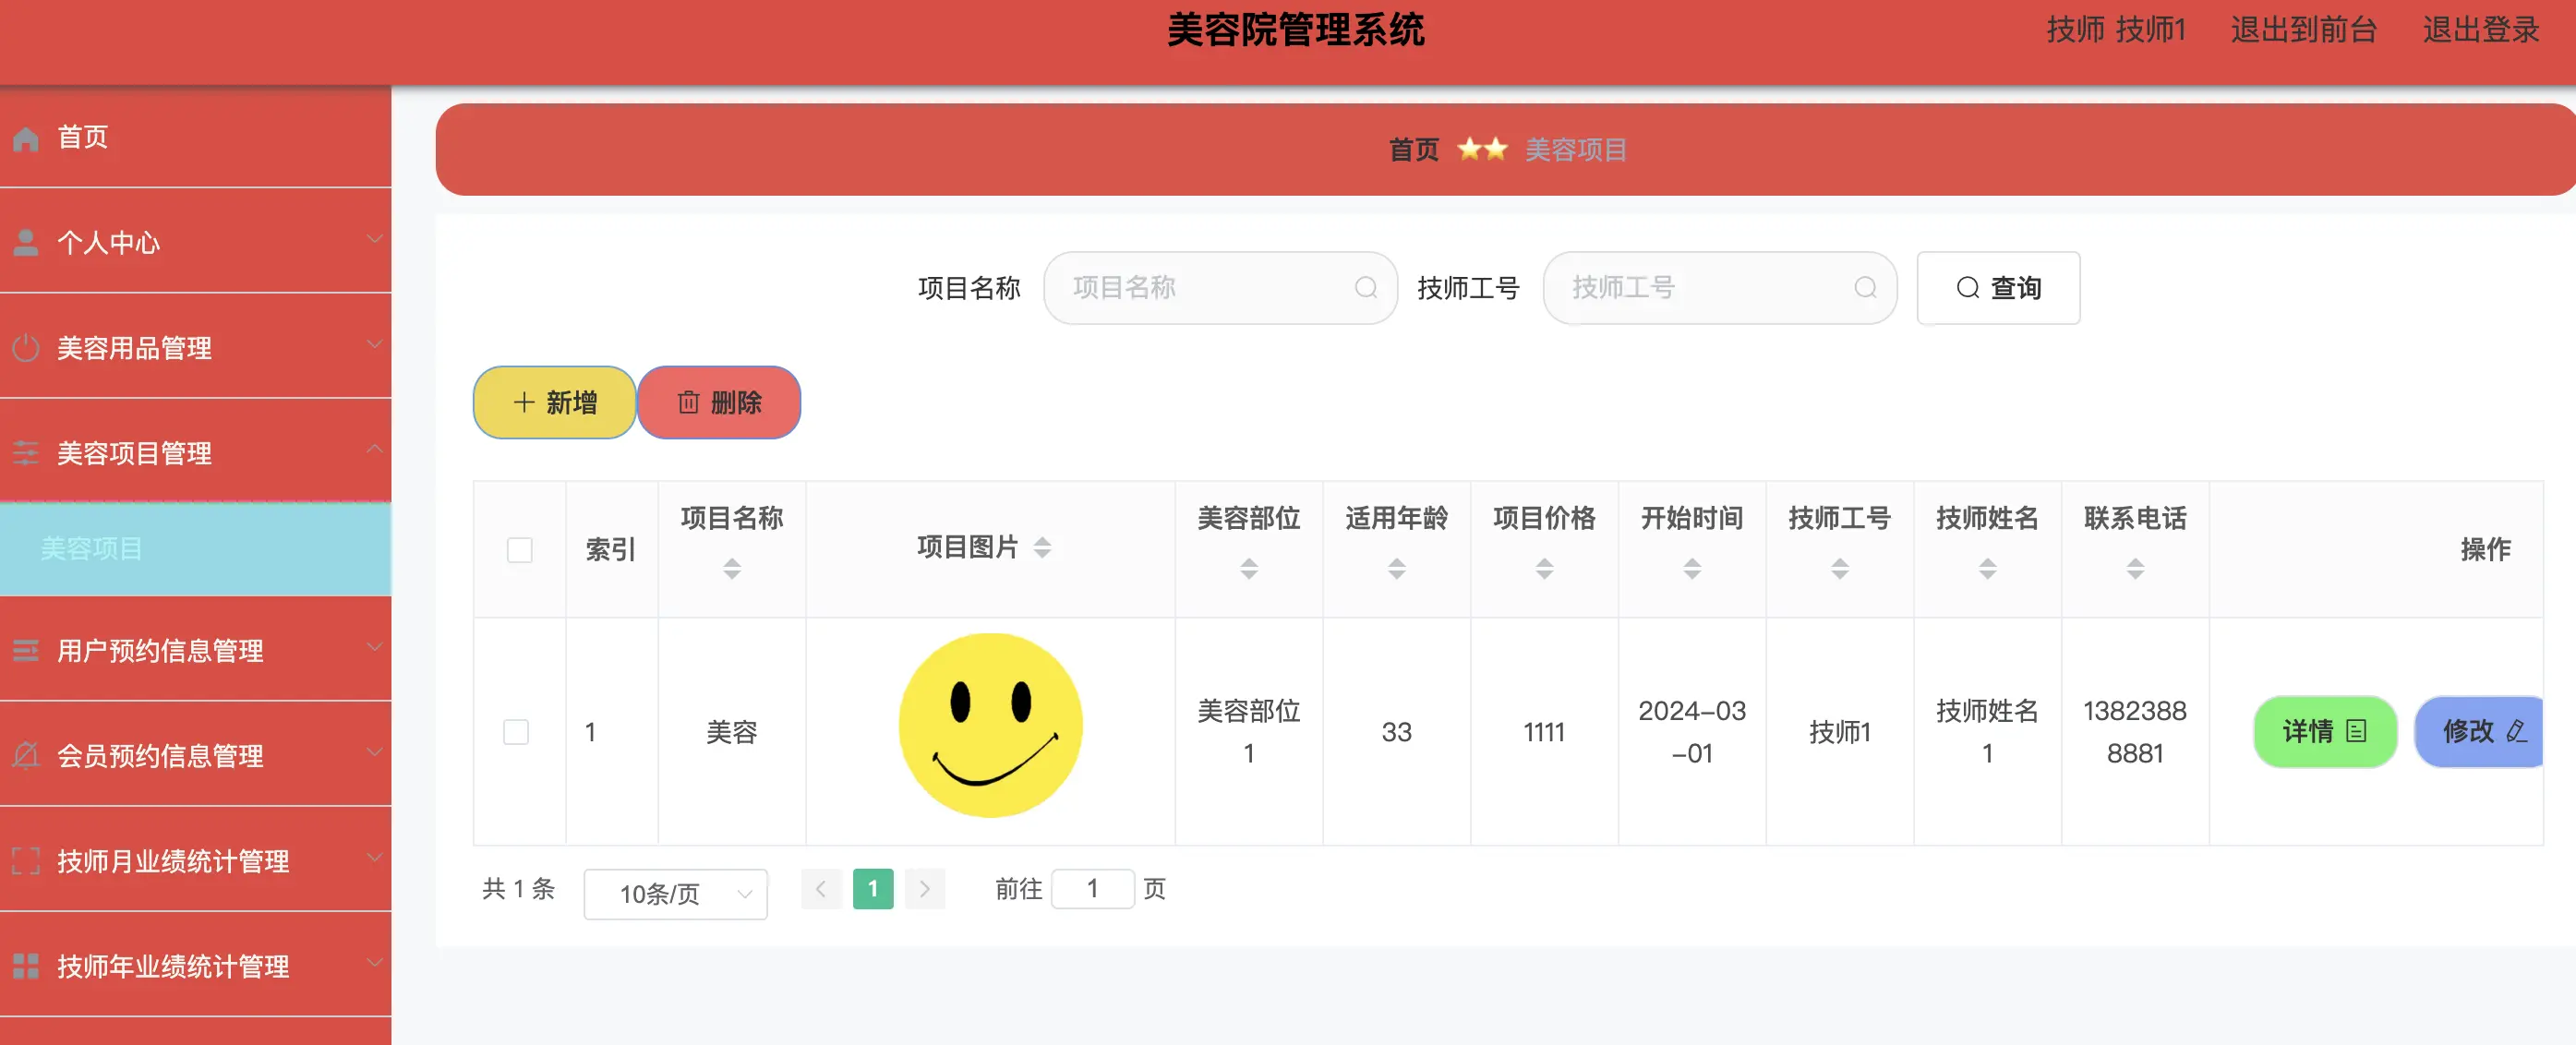 美容院管理系统
技师 技师1 退出到前台 退出登录
首页
个人中心
美容用品管理
美容项目管理
美容项目
用户预约信息管理
会员预约信息管理
技师月业绩统计管理
技师年业绩统计管理
首页 ⭐⭐ 美容项目
项目名称 项目名称 技师工号 技师工号 查询
新增 删除
索引 项目名称 项目图片 美容部位 适用年龄 项目价格 开始时间 技师工号 技师姓名 联系电话 操作
1 美容 美容部位 33 1111 2024-03 技师1 技师姓名 1382388 详情 修改
1 -01 1 8881
共 1 条 10条/页 1 前往 1 页